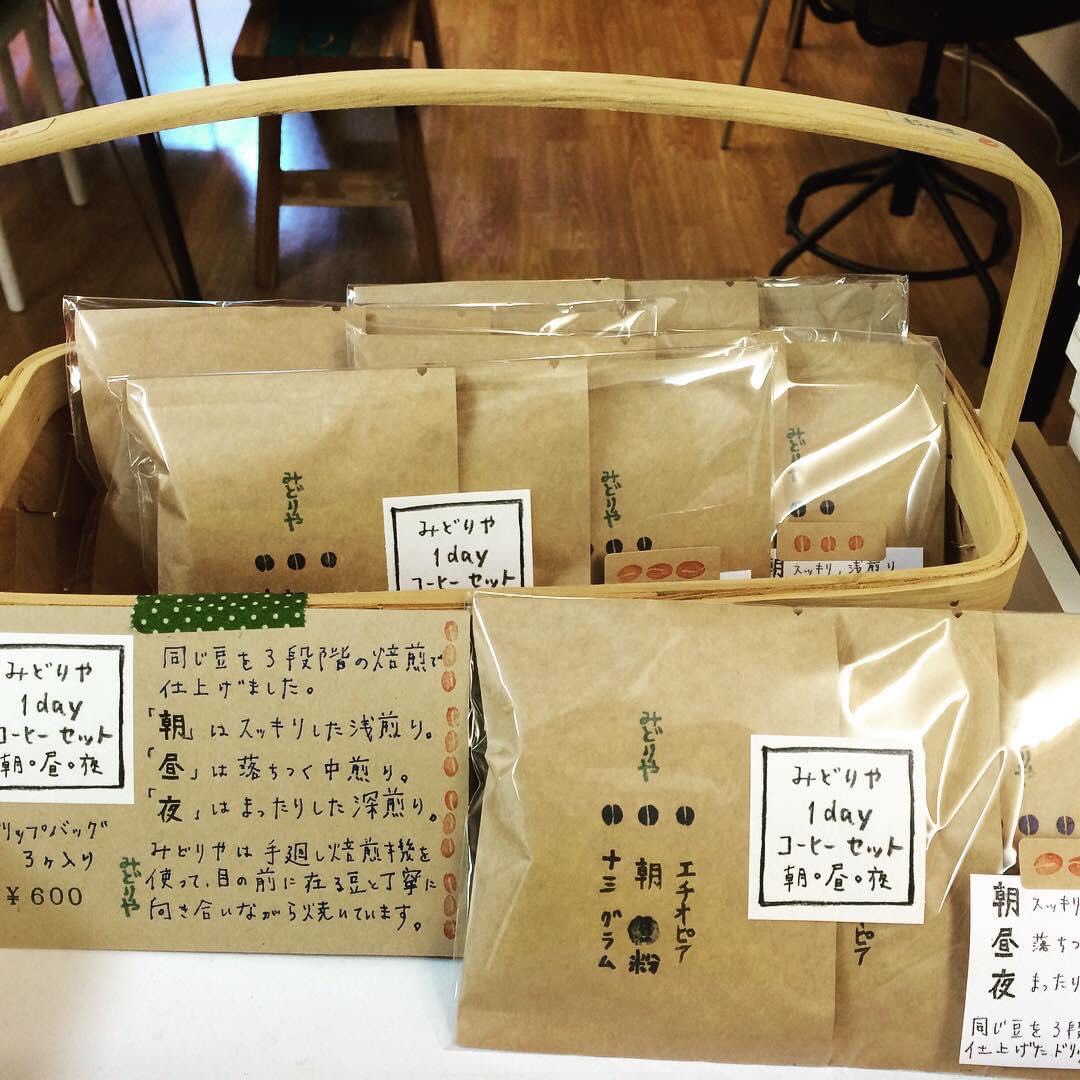 みどりや
みどりや
1day
コーヒー セット
みどりや
みどりや
朝 スッキリ,浅煎り
みどりや
1day
コーヒー セット
朝。昼。夜
ドリップバッグ
3ヶ入り
¥600
同じ豆を3段階の焙煎で
仕上げました。
「朝」はスッキリした浅煎り。
「昼」は落ちつく中煎り。
「夜」はまったりした深煎り。
みどりやは手廻し焙煎機を
使って、目の前に在る豆と丁寧に
向き合いながら焼いています。
みどりや
みどりや
エチオピア
朝 粉
十三グラム
みどりや
1day
コーヒー セット
朝。昼。夜
ピア
朝 スッキリ
昼 落ちつ
夜 まったり
同じ豆を3段
仕上げたドリッ